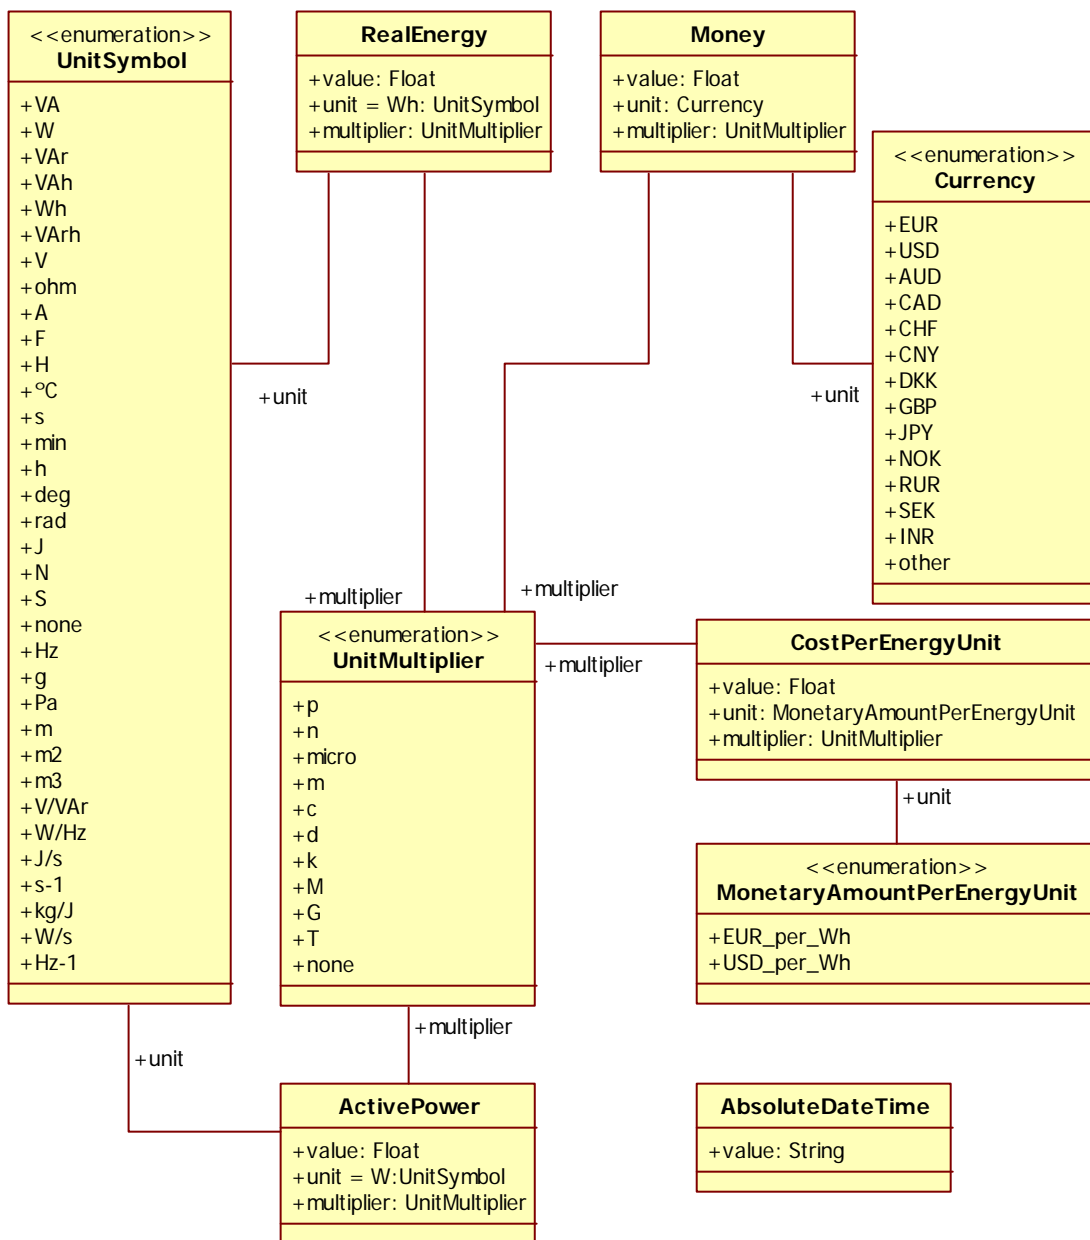 <<enumeration>>
UnitSymbol
+VA
+W
+VAr
+VAh
+Wh
+VArh
+V
+ohm
+A
+F
+H
+ºC
+s
+min
+h
+deg
+rad
+J
+N
+S
+none
+Hz
+g
+Pa
+m
+m2
+m3
+V/VAr
+W/Hz
+J/s
+s-1
+kg/J
+W/s
+Hz-1
RealEnergy
+value: Float
+unit = Wh: UnitSymbol
+multiplier: UnitMultiplier
Money
+value: Float
+unit: Currency
+multiplier: UnitMultiplier
<<enumeration>>
Currency
+EUR
+USD
+AUD
+CAD
+CHF
+CNY
+DKK
+GBP
+JPY
+NOK
+RUR
+SEK
+INR
+other
+unit
+unit
+multiplier
+multiplier
<<enumeration>>
UnitMultiplier
+p
+n
+micro
+m
+c
+d
+k
+M
+G
+T
+none
+multiplier
CostPerEnergyUnit
+value: Float
+unit: MonetaryAmountPerEnergyUnit
+multiplier: UnitMultiplier
+unit
<<enumeration>>
MonetaryAmountPerEnergyUnit
+EUR_per_Wh
+USD_per_Wh
+multiplier
+unit
ActivePower
+value: Float
+unit = W:UnitSymbol
+multiplier: UnitMultiplier
AbsoluteDateTime
+value: String